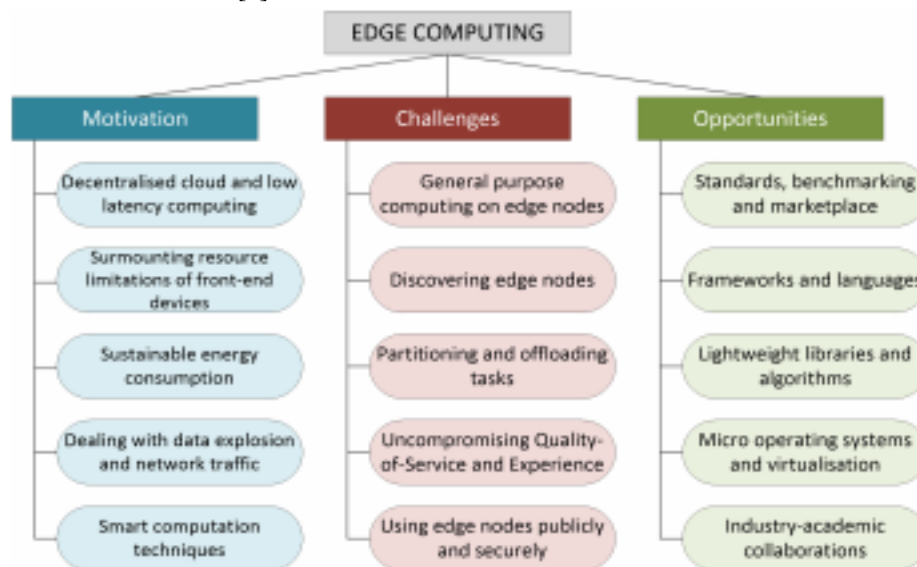 EDGE COMPUTING
Motivation
Decentralised cloud and low
latency computing
Surmounting resource
limitations of front-end
devices
Sustainable energy
consumption
Dealing with data explosion
and network traffic
Smart computation
techniques
Challenges
General purpose
computing on edge nodes
Discovering edge nodes
Partitioning and offloading
tasks
Uncompromising Quality-
of-Service and Experience
Using edge nodes publicly
and securely
Opportunities
Standards, benchmarking
and marketplace
Frameworks and languages
Lightweight libraries and
algorithms
Micro operating systems
and virtualisation
Industry-academic
collaborations